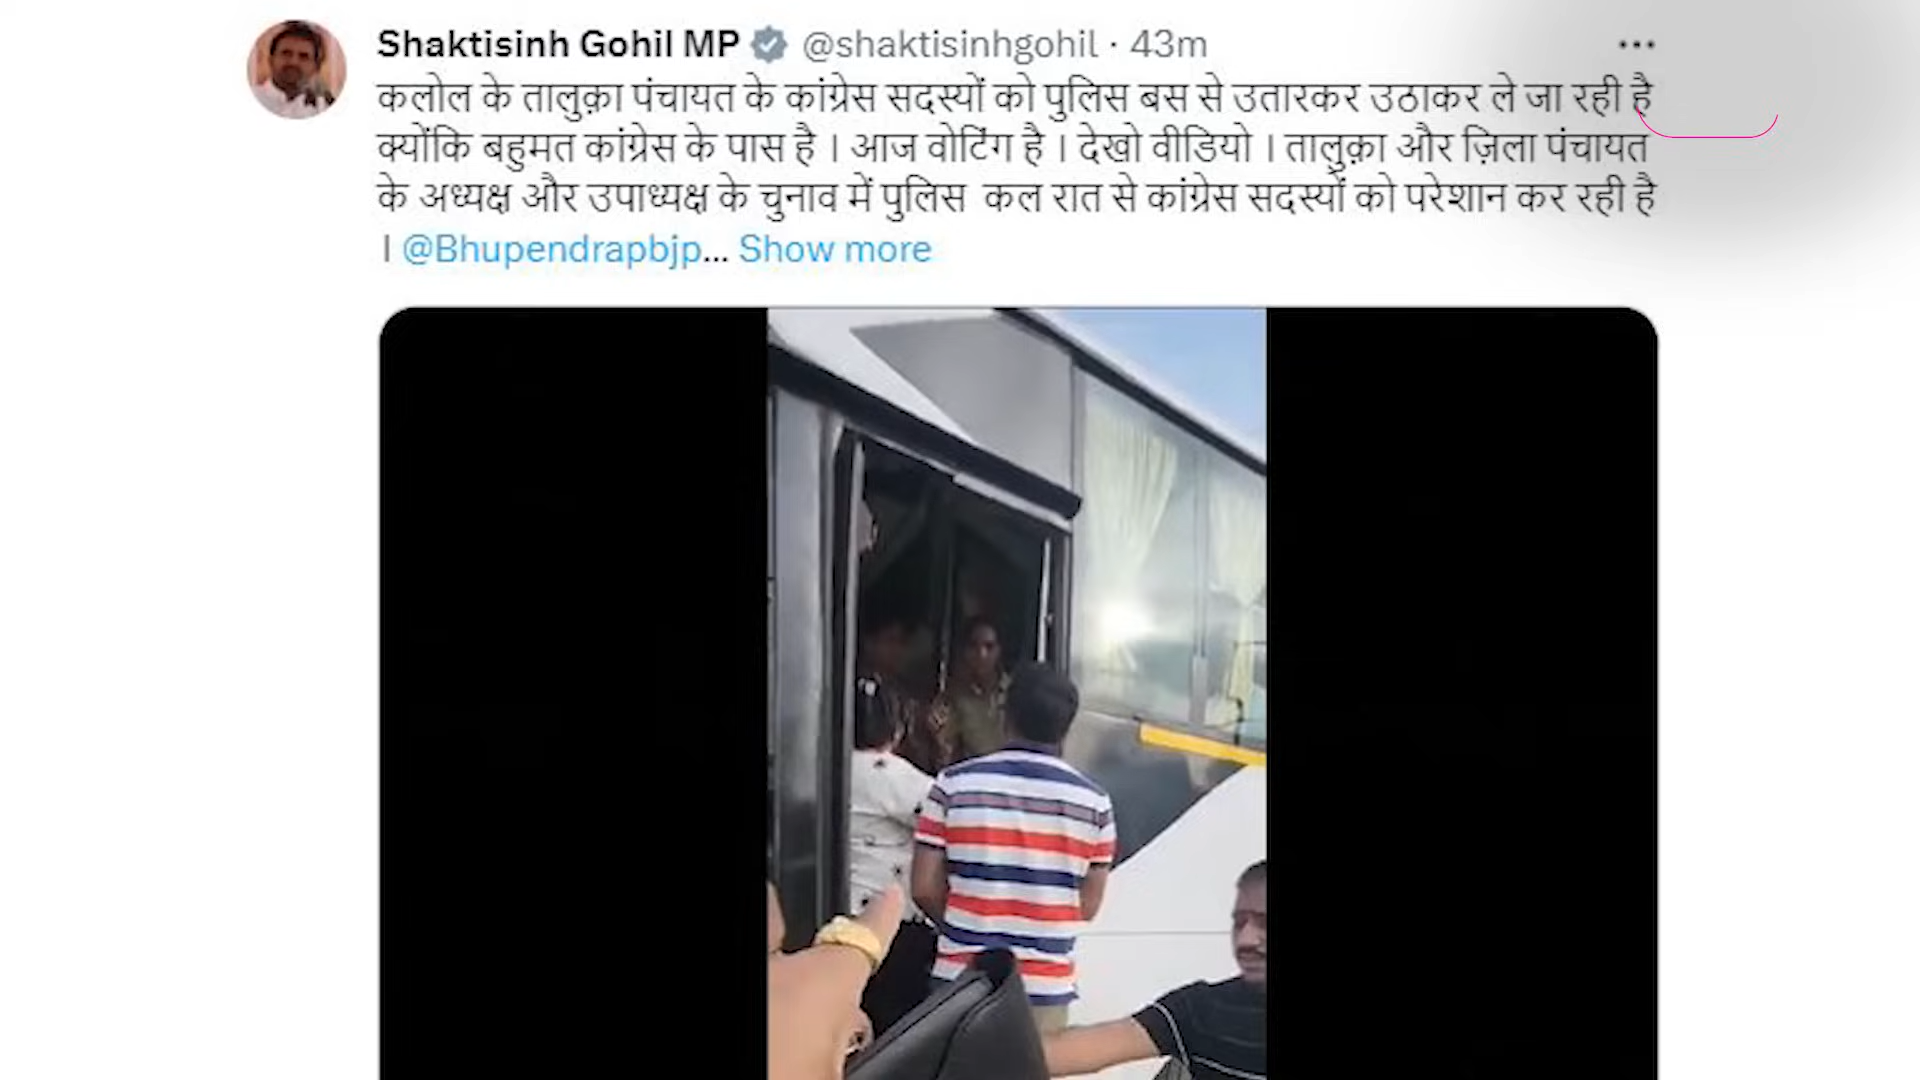 Shaktisinh Gohil MP @shaktisinhgohil · 43m
कलोल के तालुक़ा पंचायत के कांग्रेस सदस्यों को पुलिस बस से उतारकर उठाकर ले जा रही है
क्योंकि बहुमत कांग्रेस के पास है । आज वोटिंग है । देखो वीडियो । तालुक़ा और ज़िला पंचायत
के अध्यक्ष और उपाध्यक्ष के चुनाव में पुलिस कल रात से कांग्रेस सदस्यों को परेशान कर रही है
। @Bhupendrapbjp... Show more